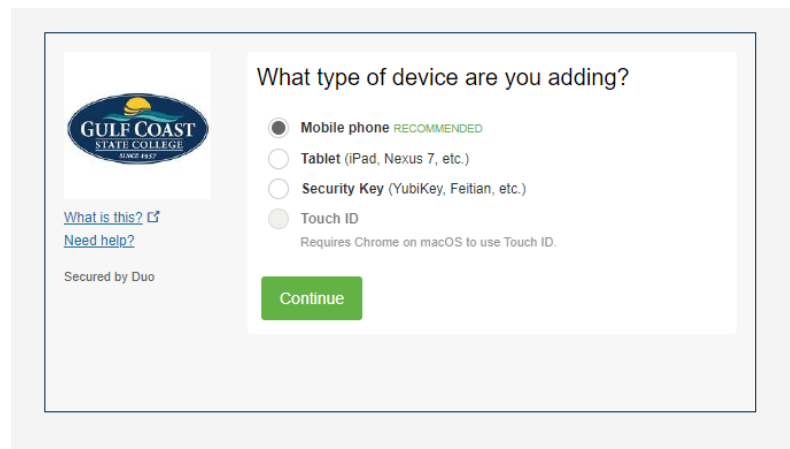 What type of device are you adding?
GULF COAST
STATE COLLEGE
SINCE 1957
Mobile phone RECOMMENDED
Tablet (iPad, Nexus 7, etc.)
Security Key (YubiKey, Feitian, etc.)
Touch ID
Requires Chrome on macOS to use Touch ID.
What is this?
Need help?
Secured by Duo
Continue